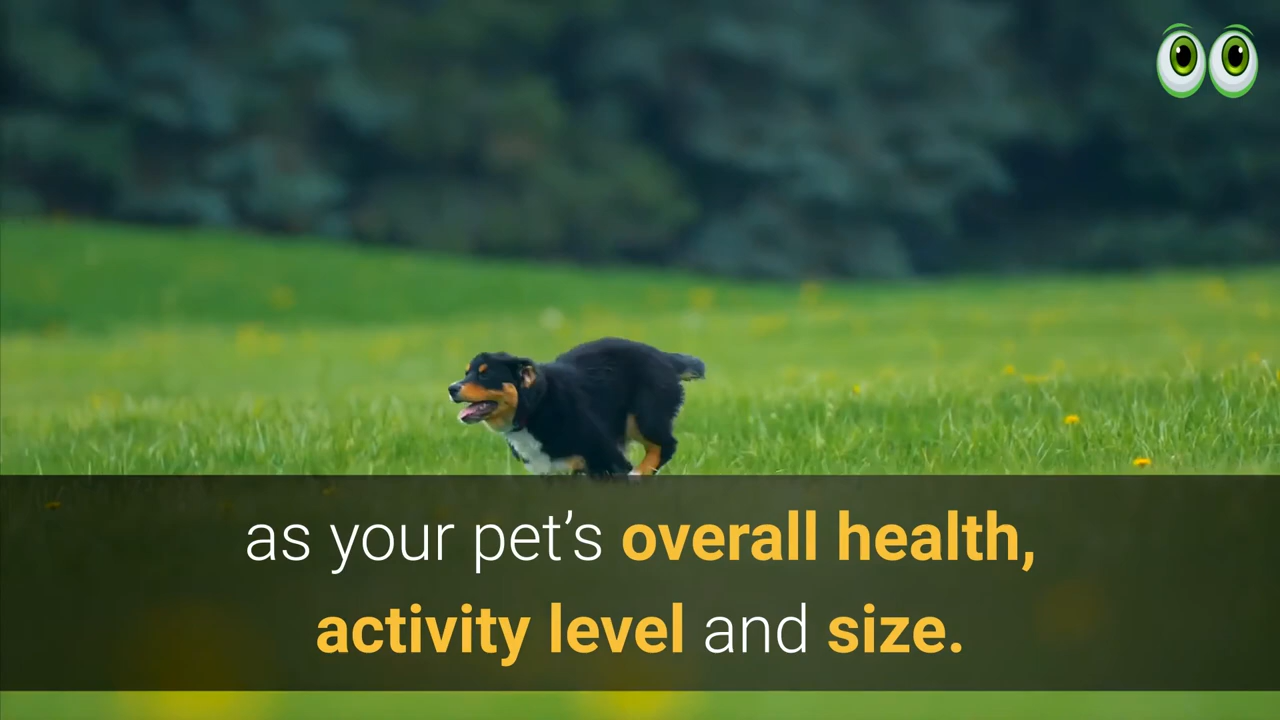 as your pet’s overall health,
activity level and size.